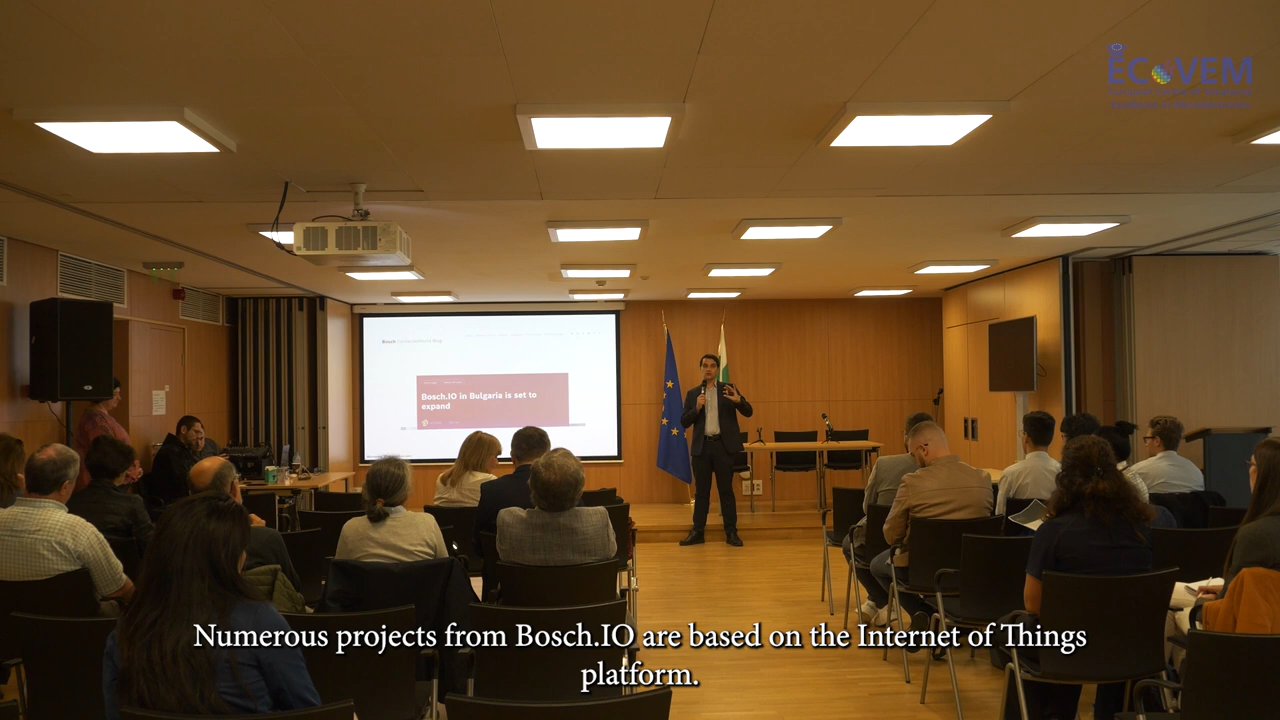 ECOVEM
Bosch
Bosch.IO in Bulgaria is set to
expand
Numerous projects from Bosch.IO are based on the Internet of Things
platform.